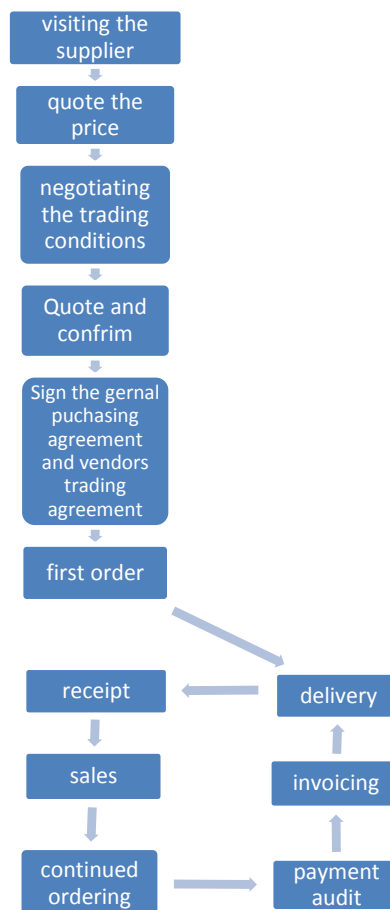 visiting the
supplier
quote the
price
negotiating
the trading
conditions
Quote and
confrim
Sign the gernal
puchasing
agreement
and vendors
trading
agreement
first order
delivery
receipt
sales
continued
ordering
payment
audit
invoicing